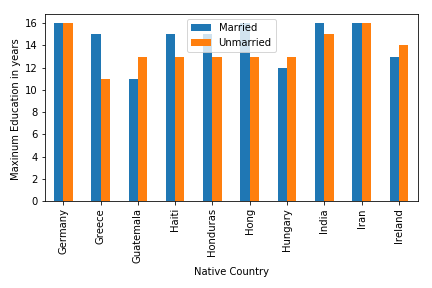 Maxinum Education in years
16
14
12
10
8
6
4
2
0
Married
Unmarried
Germany
Greece
Guatemala
Haiti
Honduras
Hong
Hungary
India
Iran
Ireland
Native Country